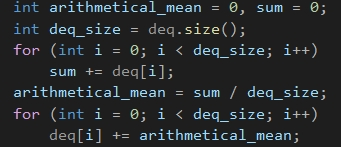 int arithmetical_mean = 0, sum = 0;
int deq_size = deq.size();
for (int i = 0; i < deq_size; i++)
    sum += deq[i];
arithmetical_mean = sum / deq_size;
for (int i = 0; i < deq_size; i++)
    deq[i] += arithmetical_mean;